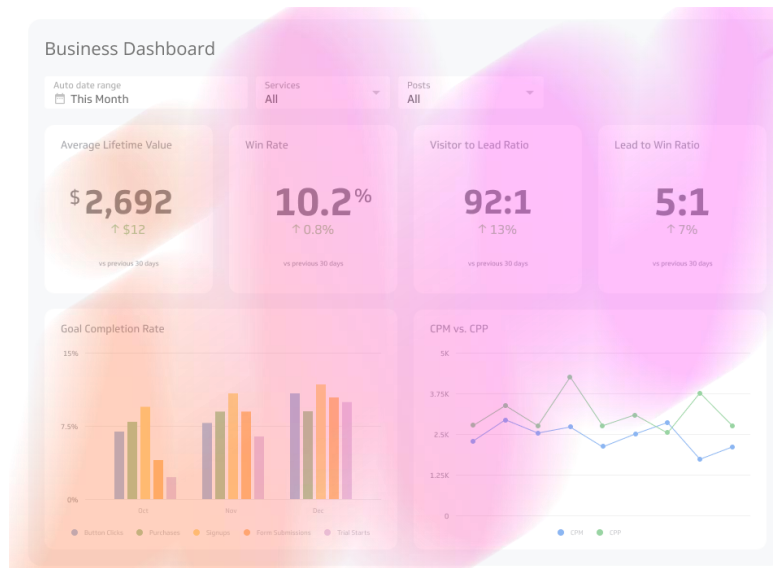 Business Dashboard
Auto date range
This Month
Services
All
Posts
All
Average Lifetime Value
$2,692
↑ $12
vs previous 30 days
Win Rate
10.2%
↑ 0.8%
vs previous 30 days
Visitor to Lead Ratio
92:1
↑ 13%
vs previous 30 days
Lead to Win Ratio
5:1
↑ 7%
vs previous 30 days
Goal Completion Rate
15%
7.5%
0%
Oct Nov Dec
Button Clicks Purchases Signups Form Submissions Trial Starts
CPM vs. CPP
5K
3.75K
2.5K
1.25K
0
CPM CPP